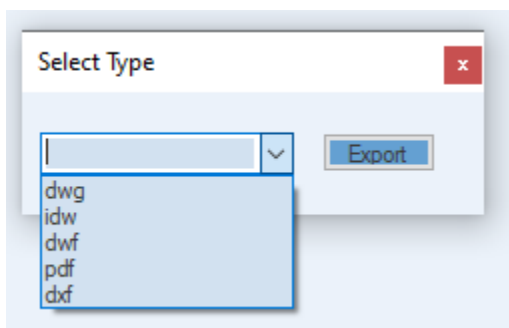 Select Type
x
Export
dwg
idw
dwf
pdf
dxf